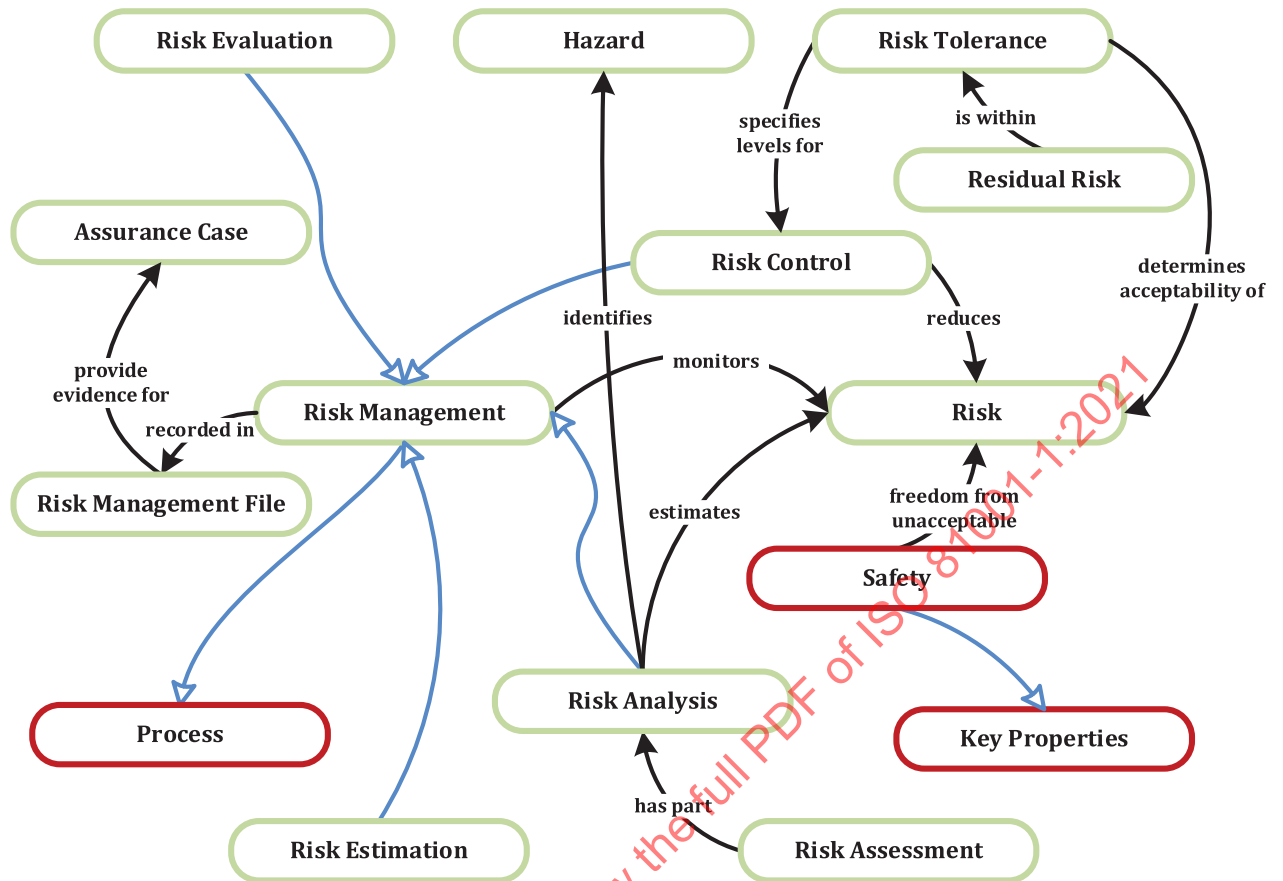 Risk Evaluation
Hazard
Risk Tolerance
specifies
levels for
is within
Residual Risk
Assurance Case
Risk Control
determines
acceptability of
identifies
reduces
provide
evidence for
monitors
Risk Management
Risk
recorded in
Risk Management File
estimates
freedom from
unacceptable
Safety
Risk Analysis
Process
Key Properties
has part
Risk Estimation
Risk Assessment
the full PDF of ISO 81001-1:2021